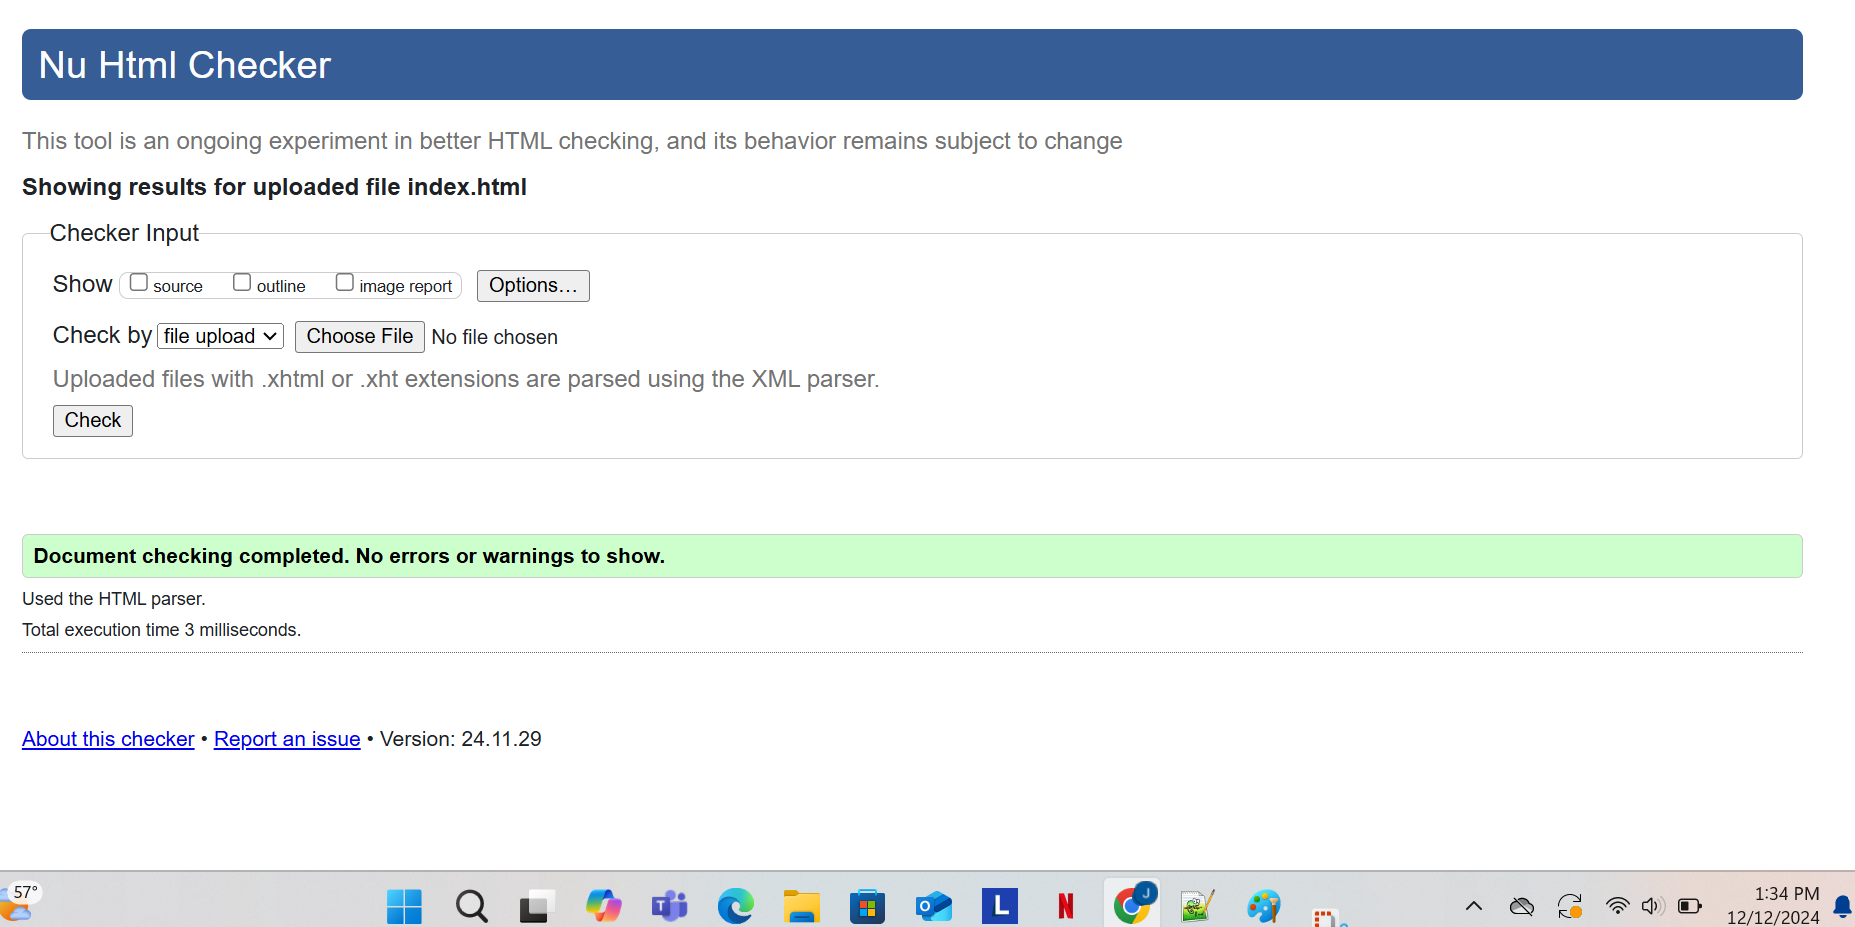 Nu Html Checker
This tool is an ongoing experiment in better HTML checking, and its behavior remains subject to change
Showing results for uploaded file index.html
Checker Input
Show source outline image report Options...
Check by file upload Choose File No file chosen
Uploaded files with .xhtml or .xht extensions are parsed using the XML parser.
Check
Document checking completed. No errors or warnings to show.
Used the HTML parser.
Total execution time 3 milliseconds.
About this checker • Report an issue • Version: 24.11.29
57°
T
O
L
N
J
1:34 PM
12/12/2024